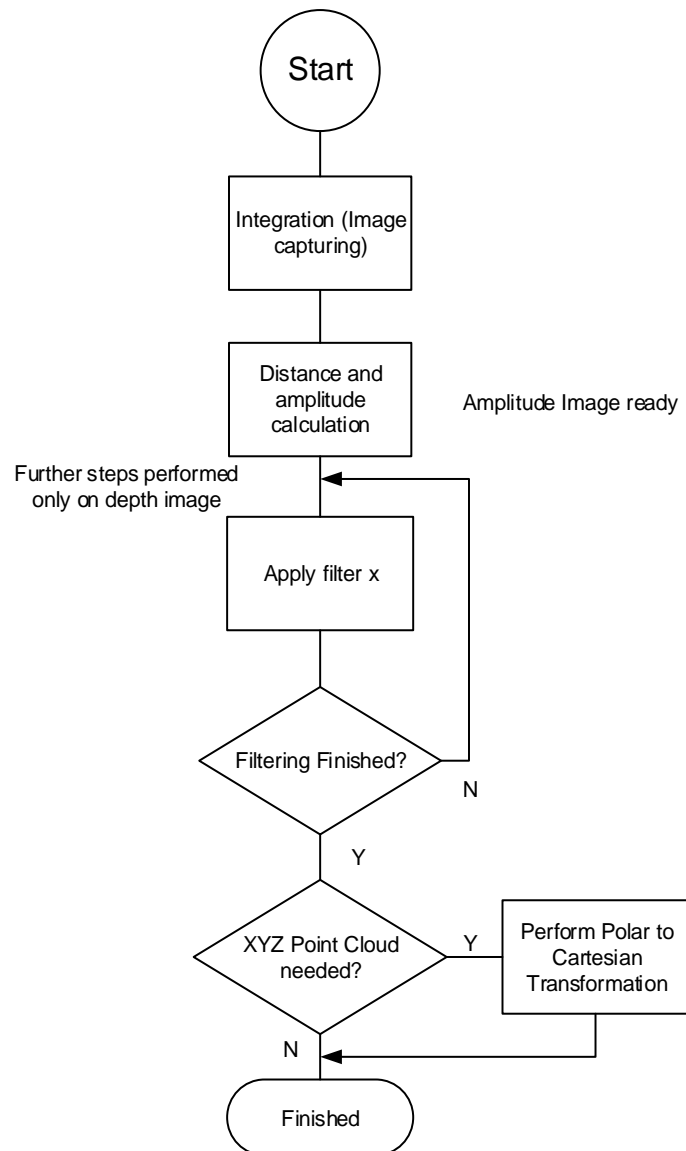 Start
Integration (Image
capturing)
Distance and
amplitude
calculation
Amplitude Image ready
Further steps performed
only on depth image
Apply filter x
Filtering Finished?
N
Y
XYZ Point Cloud
needed?
Y
Perform Polar to
Cartesian
Transformation
N
Finished